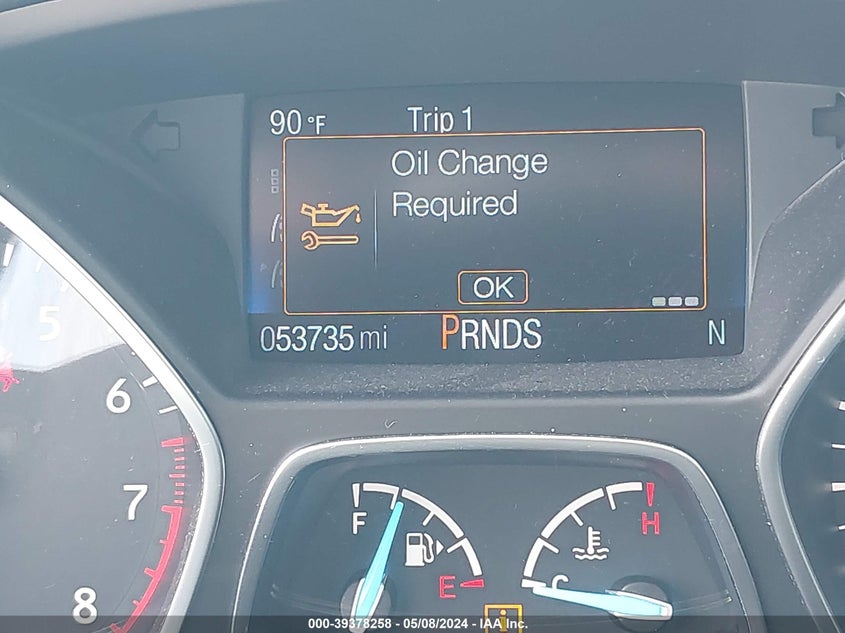 90 °F Trip 1
Oil Change
Required
OK
053735 mi PRNDS N
5
6
7
8
F
E
H
C
i
000-39378258 - 05/08/2024 - IAA Inc.